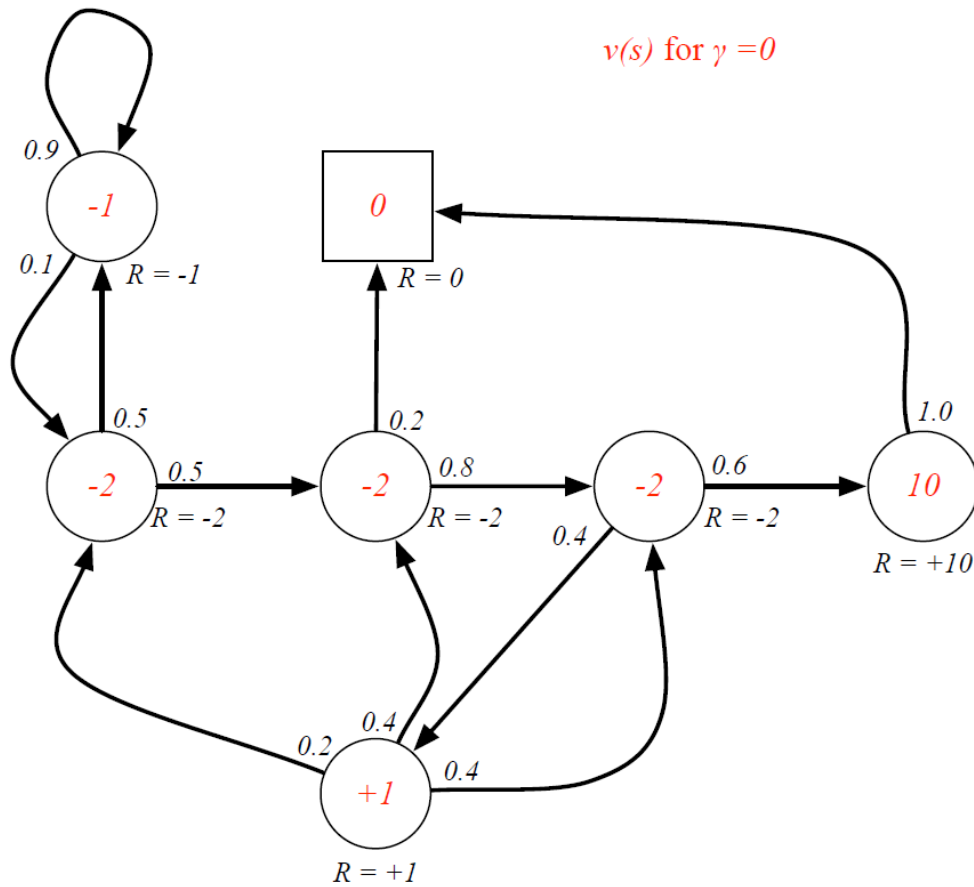 v(s) for γ =0
0.9
-1
0
0.1
R = -1
R = 0
0.5
0.2
1.0
-2
0.5
-2
0.8
-2
0.6
10
R = -2
R = -2
0.4
R = -2
R = +10
0.2
0.4
+1
0.4
R = +1